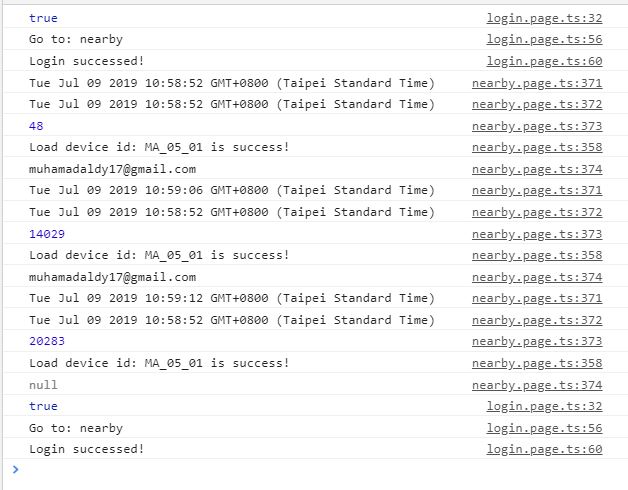 true login.page.ts:32
Go to: nearby login.page.ts:56
Login successed! login.page.ts:60
Tue Jul 09 2019 10:58:52 GMT+0800 (Taipei Standard Time) nearby.page.ts:371
Tue Jul 09 2019 10:58:52 GMT+0800 (Taipei Standard Time) nearby.page.ts:372
48 nearby.page.ts:373
Load device id: MA_05_01 is success! nearby.page.ts:358
muhamadaldy17@gmail.com nearby.page.ts:374
Tue Jul 09 2019 10:59:06 GMT+0800 (Taipei Standard Time) nearby.page.ts:371
Tue Jul 09 2019 10:58:52 GMT+0800 (Taipei Standard Time) nearby.page.ts:372
14029 nearby.page.ts:373
Load device id: MA_05_01 is success! nearby.page.ts:358
muhamadaldy17@gmail.com nearby.page.ts:374
Tue Jul 09 2019 10:59:12 GMT+0800 (Taipei Standard Time) nearby.page.ts:371
Tue Jul 09 2019 10:58:52 GMT+0800 (Taipei Standard Time) nearby.page.ts:372
20283 nearby.page.ts:373
Load device id: MA_05_01 is success! nearby.page.ts:358
null nearby.page.ts:374
true login.page.ts:32
Go to: nearby login.page.ts:56
Login successed! login.page.ts:60